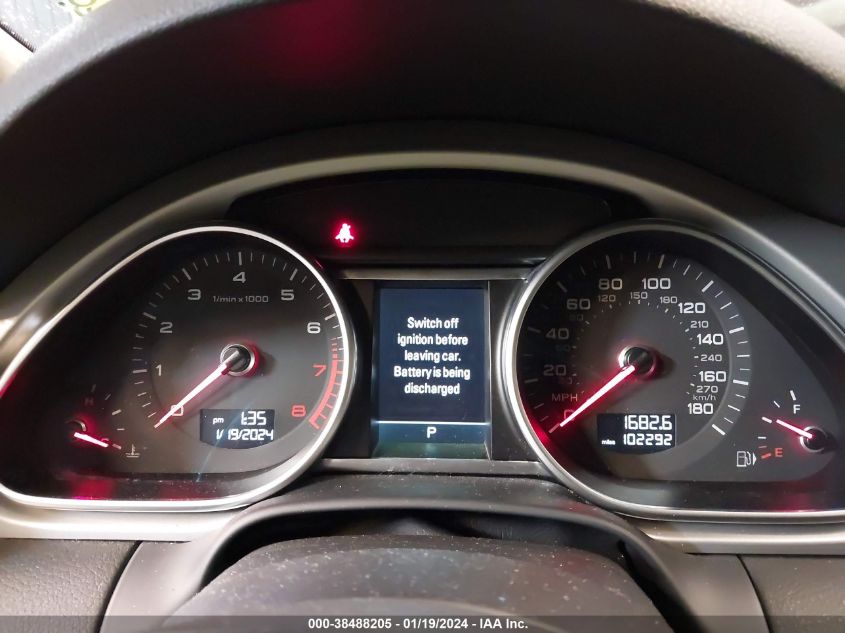 4
3
5
1/min x 1000
2
6
1
7
0
8
H
pm 1:35
1/19/2024
Switch off
ignition before
leaving car.
Battery is being
discharged
P
80
100
120
150
180
60
120
40
210
140
240
20
160
270
km/h
MPH
180
1682.6
miles 102292
F
E
000-38488205 - 01/19/2024 - IAA Inc.